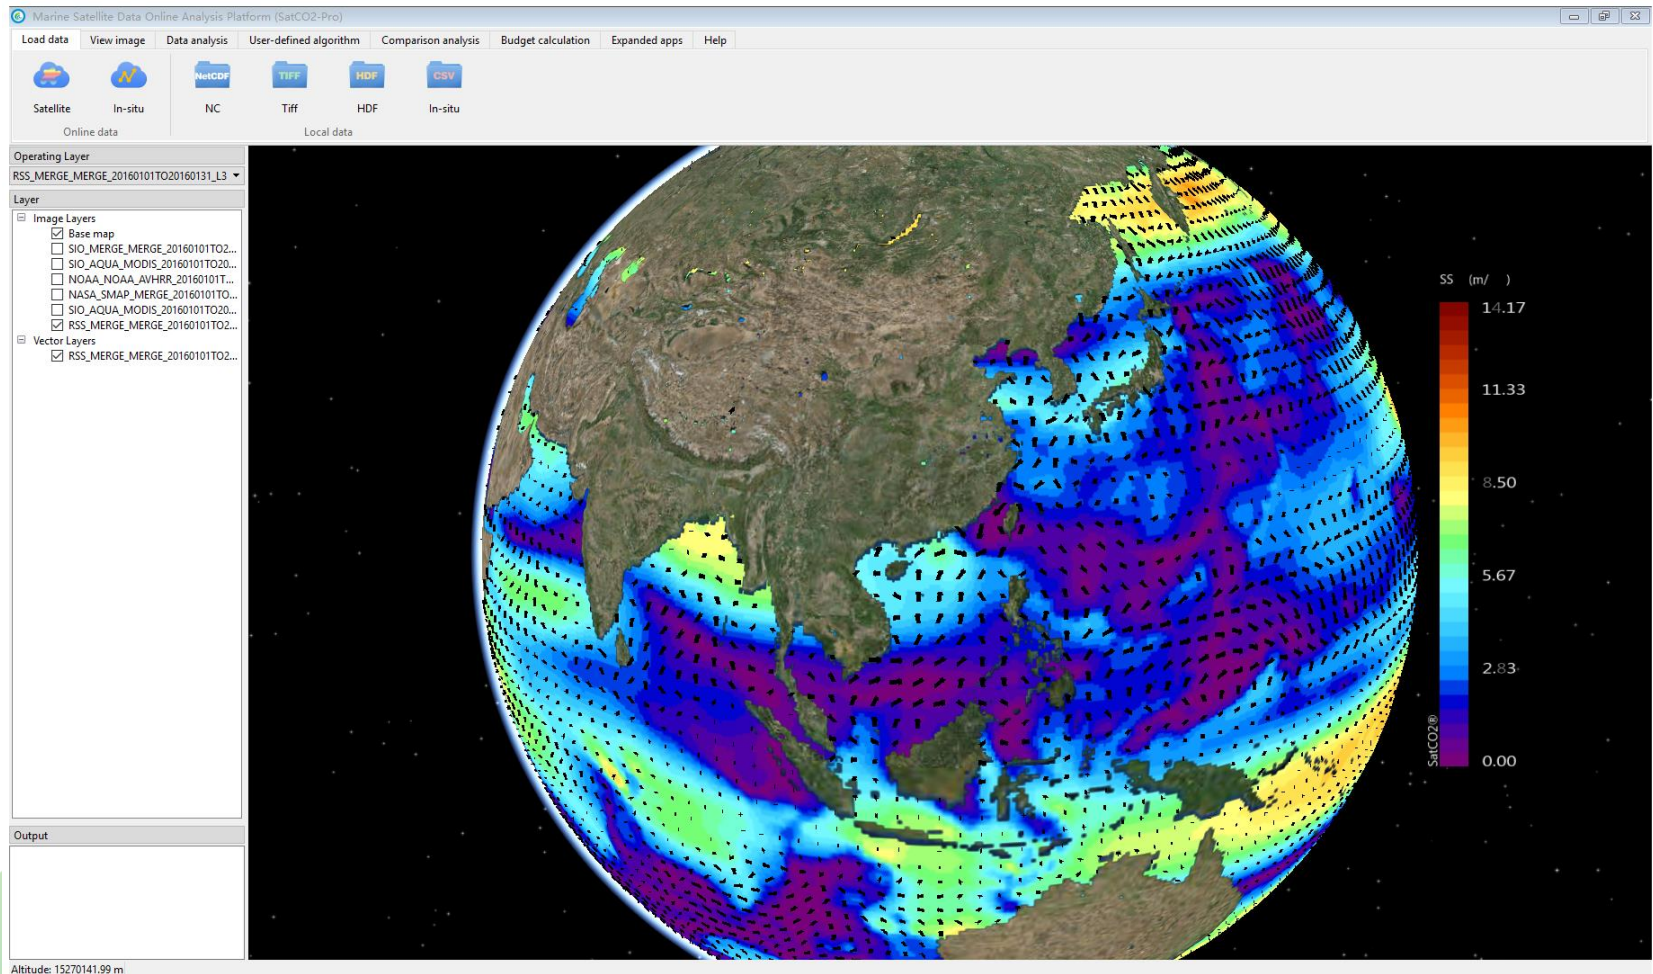 Marine Satellite Data Online Analysis Platform (SatCO2-Pro)
Load data View image Data analysis User-defined algorithm Comparison analysis Budget calculation Expanded apps Help
NetCDF TIFF HDF CSV
Satellite In-situ NC Tiff HDF In-situ
Online data Local data
Operating Layer
RSS_MERGE_MERGE_20160101TO20160131_L3
Layer
Image Layers
Base map
SIO_MERGE_MERGE_20160101TO2...
SIO_AQUA_MODIS_20160101TO20...
NOAA_NOAA_AVHRR_20160101T...
NASA_SMAP_MERGE_20160101TO...
SIO_AQUA_MODIS_20160101TO20...
RSS_MERGE_MERGE_20160101TO2...
Vector Layers
RSS_MERGE_MERGE_20160101TO2...
SS (m/ )
14.17
11.33
8.50
5.67
2.83
0.00
SatCO2®
Output
Altitude: 15270141.99 m